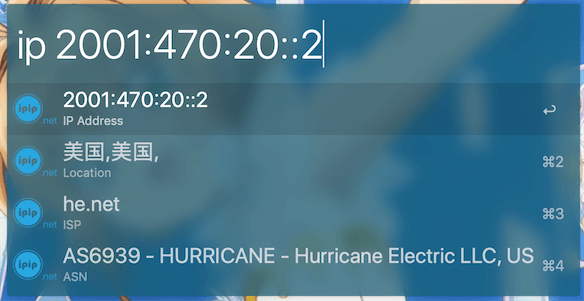 ip 2001:470:20::2
ipip
.net
2001:470:20::2
IP Address
↩
ipip
.net
美国,美国,
Location
⌘2
ipip
.net
he.net
ISP
⌘3
ipip
.net
AS6939 - HURRICANE - Hurricane Electric LLC, US
ASN
⌘4